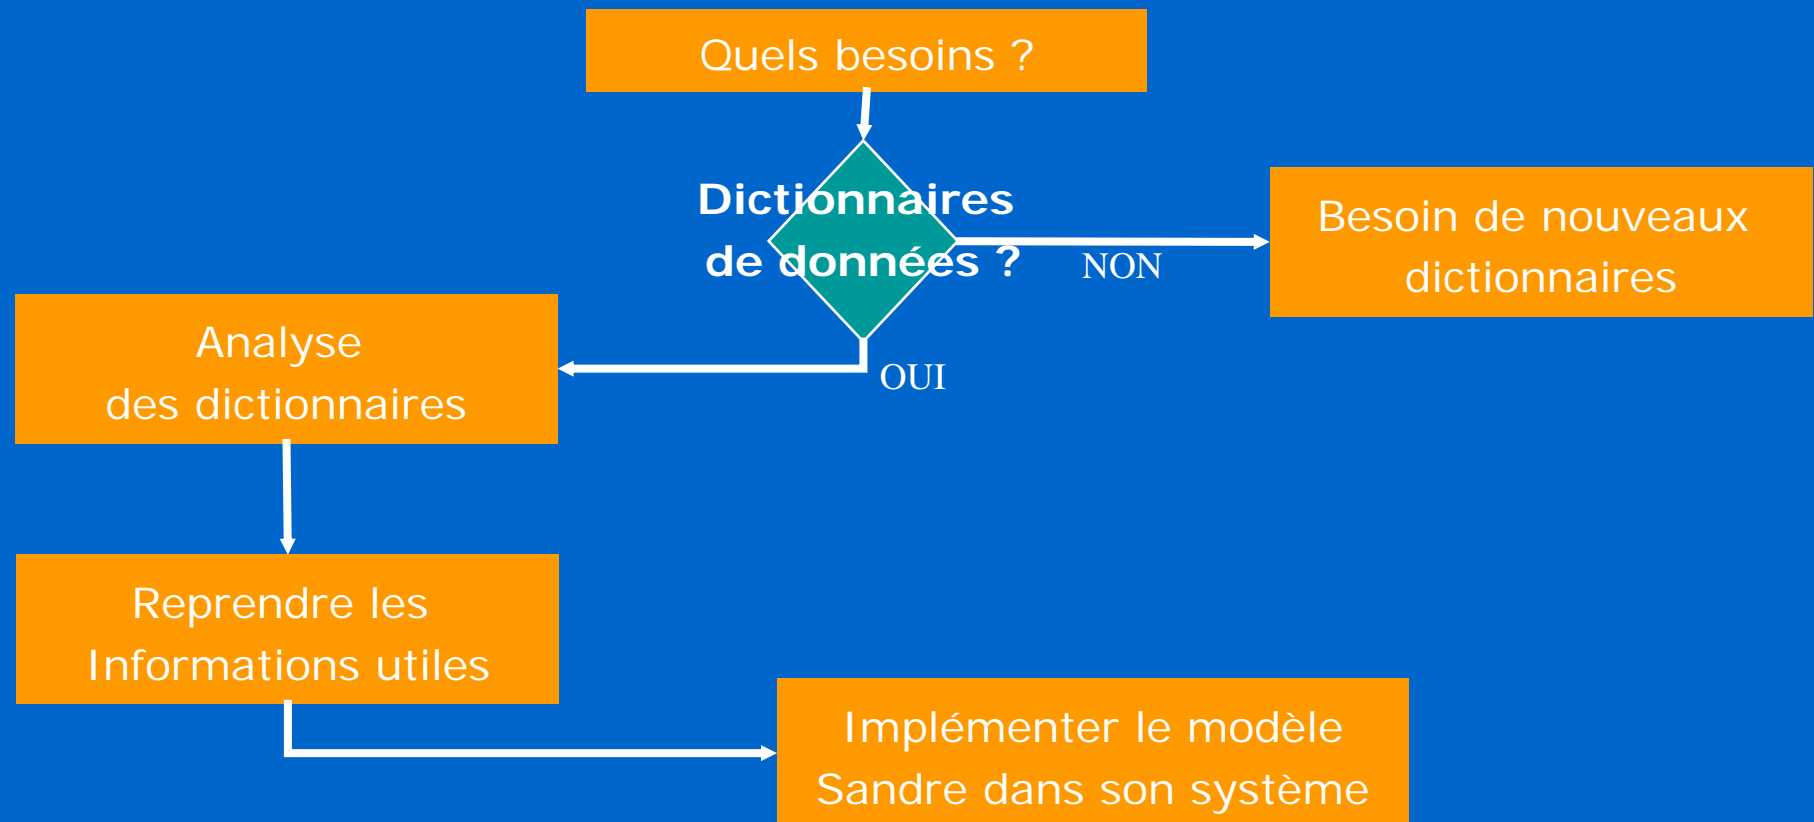 Quels besoins ?
Dictionnaires
de données ?
NON
Besoin de nouveaux
dictionnaires
OUI
Analyse
des dictionnaires
Reprendre les
Informations utiles
Implémenter le modèle
Sandre dans son système